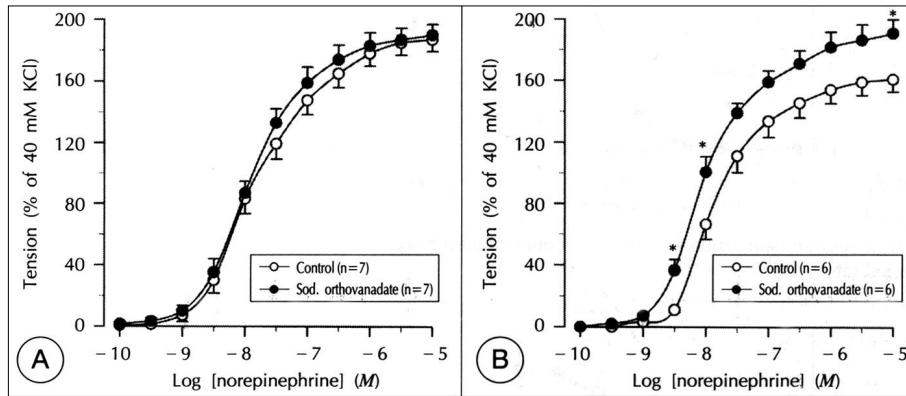 200
160
120
80
40
0
Tension (% of 40 mM KCl)
Control (n=7)
Sod. orthovanadate (n=7)
−10 −9 −8 −7 −6 −5
Log [norepinephrine] (M)
A
*
200
160
120
80
40
0
Tension (% of 40 mM KCl)
*
*
Control (n=6)
Sod. orthovanadate (n=6)
−10 −9 −8 −7 −6 −5
Log [norepinephrine] (M)
B